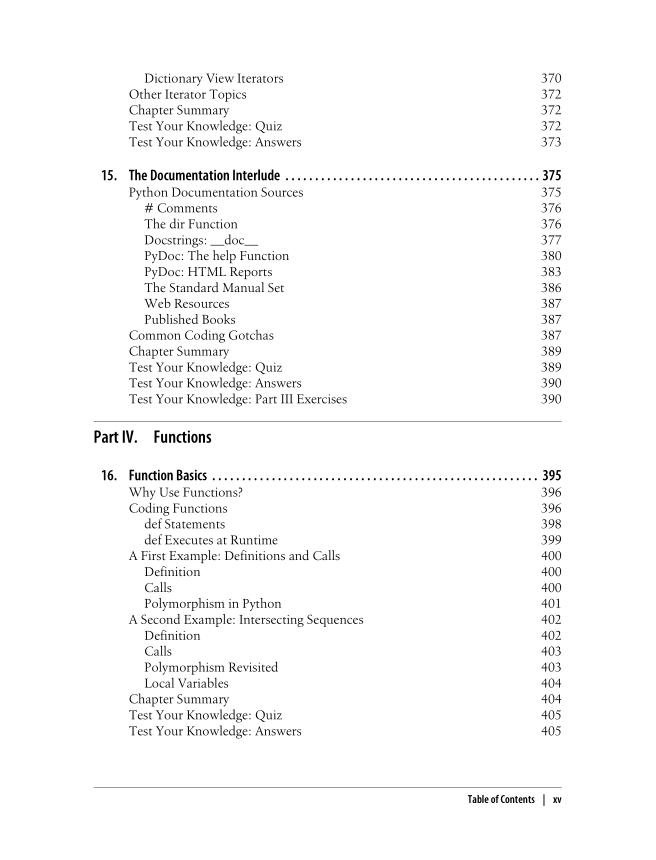 Dictionary View Iterators 370
Other Iterator Topics 372
Chapter Summary 372
Test Your Knowledge: Quiz 372
Test Your Knowledge: Answers 373
15. The Documentation Interlude . . . . . . . . . . . . . . . . . . . . . . . . . . . . . . . . . . . . . . . . . . 375
Python Documentation Sources 375
# Comments 376
The dir Function 376
Docstrings: __doc__ 377
PyDoc: The help Function 380
PyDoc: HTML Reports 383
The Standard Manual Set 386
Web Resources 387
Published Books 387
Common Coding Gotchas 387
Chapter Summary 389
Test Your Knowledge: Quiz 389
Test Your Knowledge: Answers 390
Test Your Knowledge: Part III Exercises 390
Part IV. Functions
16. Function Basics . . . . . . . . . . . . . . . . . . . . . . . . . . . . . . . . . . . . . . . . . . . . . . . . . . . . . . 395
Why Use Functions? 396
Coding Functions 396
def Statements 398
def Executes at Runtime 399
A First Example: Definitions and Calls 400
Definition 400
Calls 400
Polymorphism in Python 401
A Second Example: Intersecting Sequences 402
Definition 402
Calls 403
Polymorphism Revisited 403
Local Variables 404
Chapter Summary 404
Test Your Knowledge: Quiz 405
Test Your Knowledge: Answers 405
Table of Contents | xv